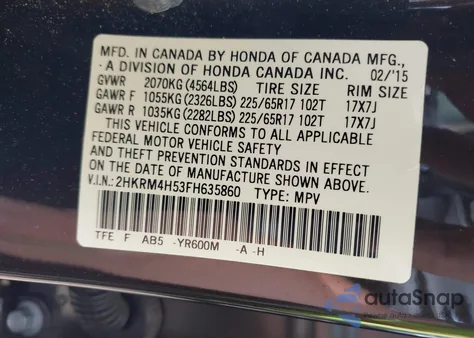 MFD. IN CANADA BY HONDA OF CANADA MFG.,
-A DIVISION OF HONDA CANADA INC. 02/'15
GVWR 2070KG(4564LBS) TIRE SIZE RIM SIZE
GAWR F 1055KG(2326LBS) 225/65R17 102T 17X7J
GAWR R 1035KG(2282LBS) 225/65R17 102T 17X7J
THIS VEHICLE CONFORMS TO ALL APPLICABLE
FEDERAL MOTOR VEHICLE SAFETY
AND THEFT PREVENTION STANDARDS IN EFFECT
ON THE DATE OF MANUFACTURE SHOWN ABOVE.
V.I.N.: 2HKRM4H53FH635860 TYPE: MPV
TFE F AB5 -YR600M -A -H
autoSnap